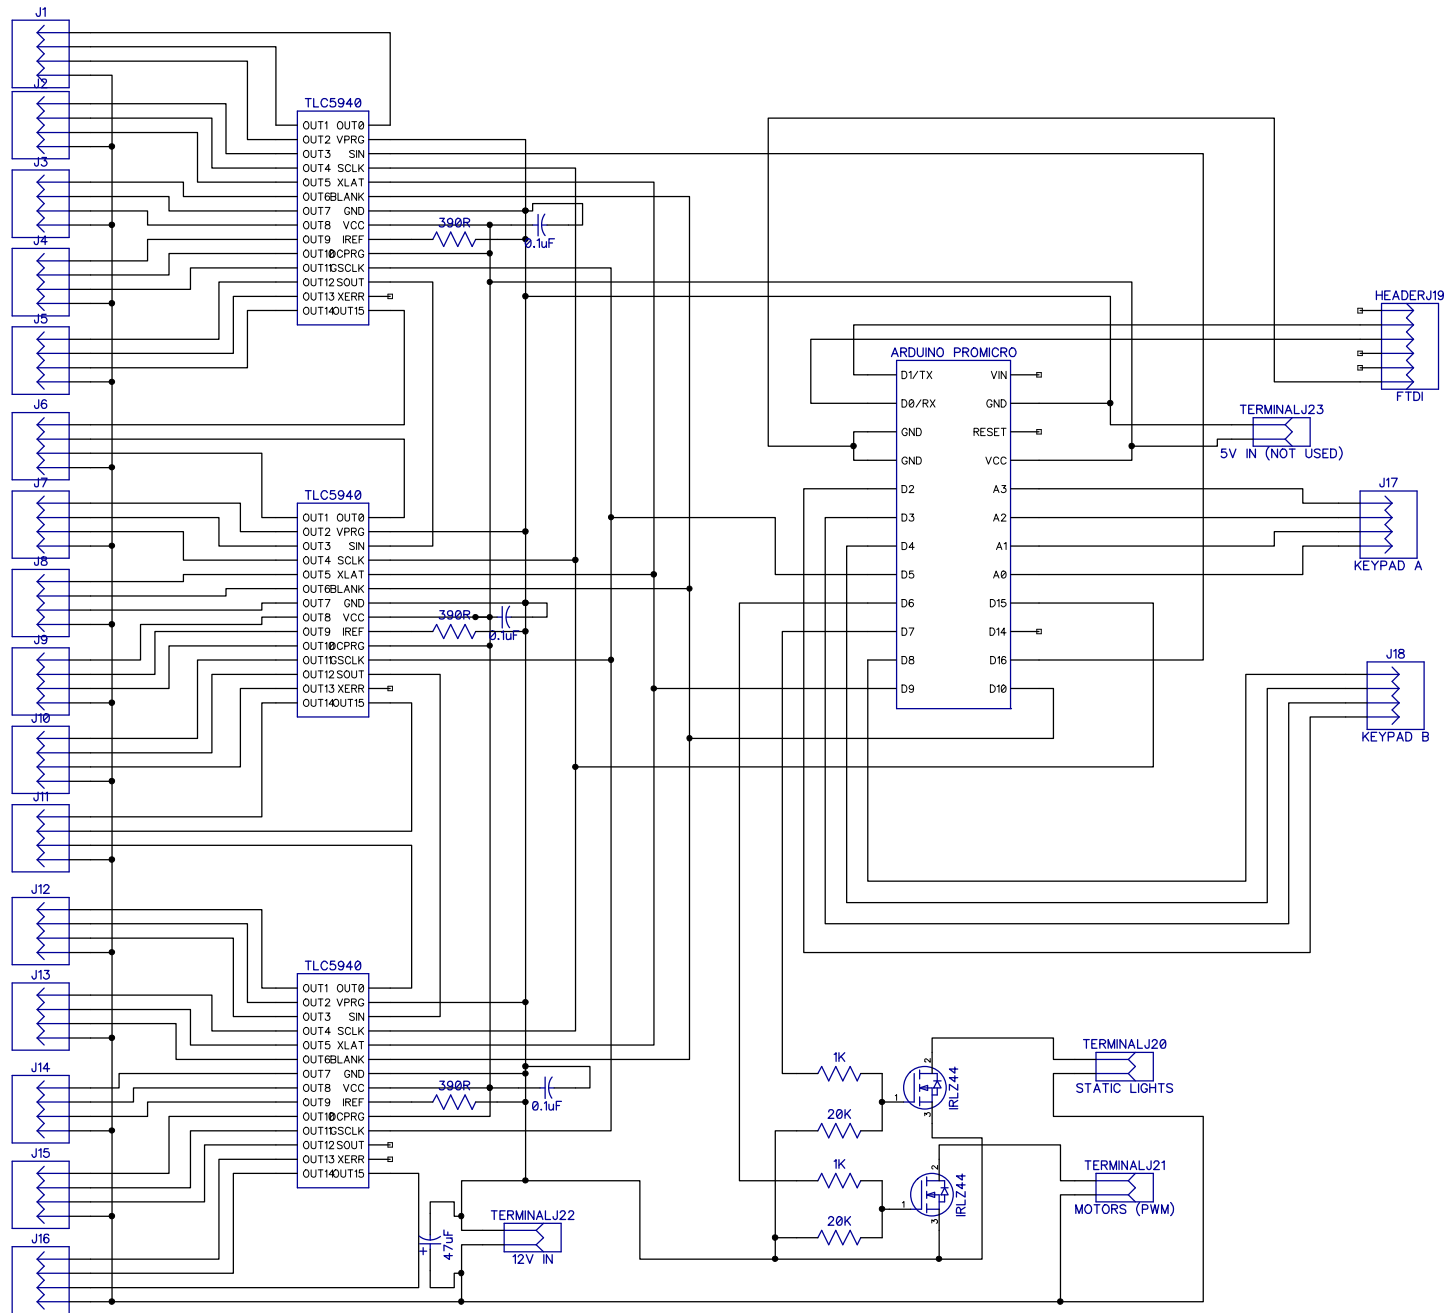 J1
J2
J3
J4
J5
J6
J7
J8
J9
J10
J11
J12
J13
J14
J15
J16
TLC5940
OUT1 OUT0
OUT2 VPRG
OUT3 SIN
OUT4 SCLK
OUT5 XLAT
OUT6 BLANK
OUT7 GND
OUT8 VCC
OUT9 IREF
OUT10 DCPRG
OUT11 GSCLK
OUT12 SOUT
OUT13 XERR
OUT14 OUT15
390R
0.1uF
TLC5940
OUT1 OUT0
OUT2 VPRG
OUT3 SIN
OUT4 SCLK
OUT5 XLAT
OUT6 BLANK
OUT7 GND
OUT8 VCC
OUT9 IREF
OUT10 DCPRG
OUT11 GSCLK
OUT12 SOUT
OUT13 XERR
OUT14 OUT15
390R
0.1uF
TLC5940
OUT1 OUT0
OUT2 VPRG
OUT3 SIN
OUT4 SCLK
OUT5 XLAT
OUT6 BLANK
OUT7 GND
OUT8 VCC
OUT9 IREF
OUT10 DCPRG
OUT11 GSCLK
OUT12 SOUT
OUT13 XERR
OUT14 OUT15
390R
0.1uF
47uF
+
TERMINALJ22
12V IN
ARDUINO PROMICRO
D1/TX VIN
D0/RX GND
GND RESET
GND VCC
D2 A3
D3 A2
D4 A1
D5 A0
D6 D15
D7 D14
D8 D16
D9 D10
HEADERJ19
FTDI
TERMINALJ23
5V IN (NOT USED)
J17
KEYPAD A
J18
KEYPAD B
1K
20K
1
2
3
IRLZ44
TERMINALJ20
STATIC LIGHTS
1K
20K
1
2
3
IRLZ44
TERMINALJ21
MOTORS (PWM)